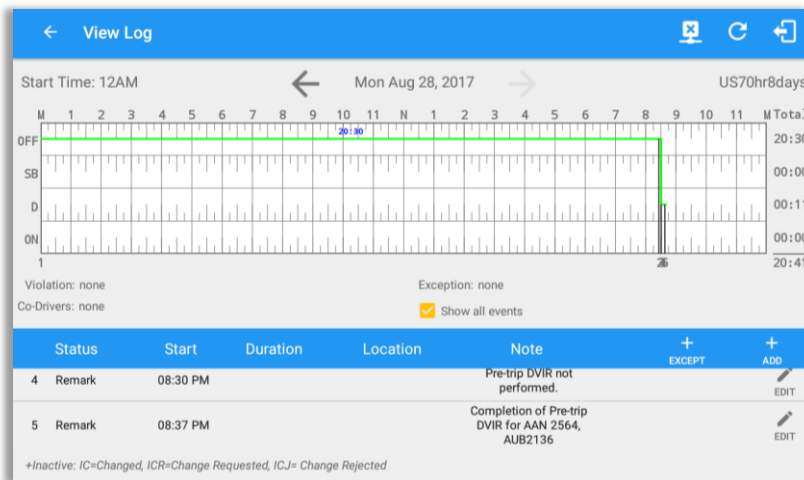 View Log
Start Time: 12AM
Mon Aug 28, 2017
US70hr8days
M 1 2 3 4 5 6 7 8 9 10 11 N 1 2 3 4 5 6 7 8 9 10 11 M Total
OFF 20:30 20:30
SB 00:00
D 00:11
ON 00:00
1 20:41
Violation: none
Exception: none
Co-Drivers: none
Show all events
Status Start Duration Location Note + EXCEPT + ADD
4 Remark 08:30 PM Pre-trip DVIR not
performed.
EDIT
5 Remark 08:37 PM Completion of Pre-trip
DVIR for AAN 2564,
AUB2136
EDIT
+Inactive: IC=Changed, ICR=Change Requested, ICJ= Change Rejected